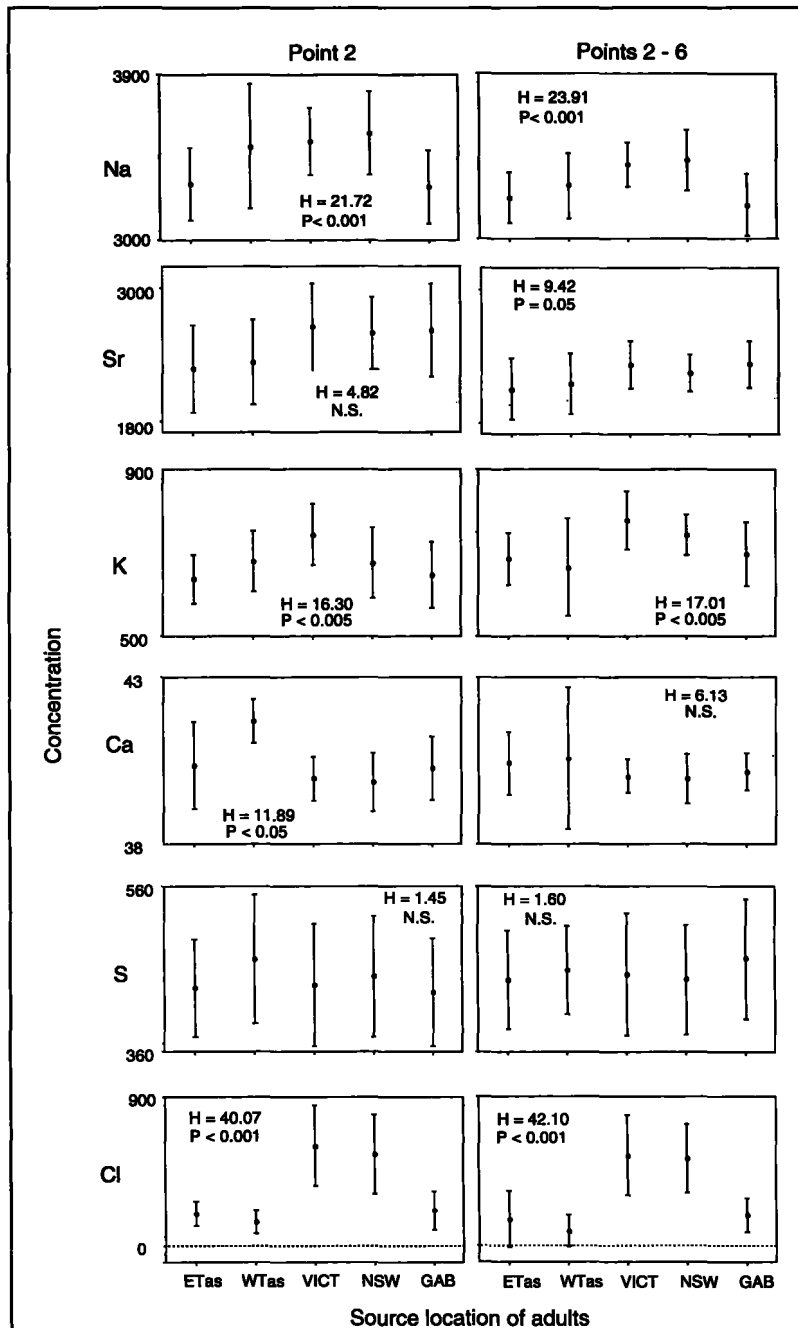 Point 2
Points 2 - 6
3900
Na
3000
H = 21.72
P< 0.001
H = 23.91
P< 0.001
3000
Sr
1800
H = 4.82
N.S.
H = 9.42
P = 0.05
900
K
500
H = 16.30
P < 0.005
H = 17.01
P < 0.005
43
Ca
38
H = 11.89
P < 0.05
H = 6.13
N.S.
560
S
360
H = 1.45
N.S.
H = 1.60
N.S.
900
Cl
0
H = 40.07
P < 0.001
H = 42.10
P < 0.001
Concentration
ETas WTas VICT NSW GAB
ETas WTas VICT NSW GAB
Source location of adults